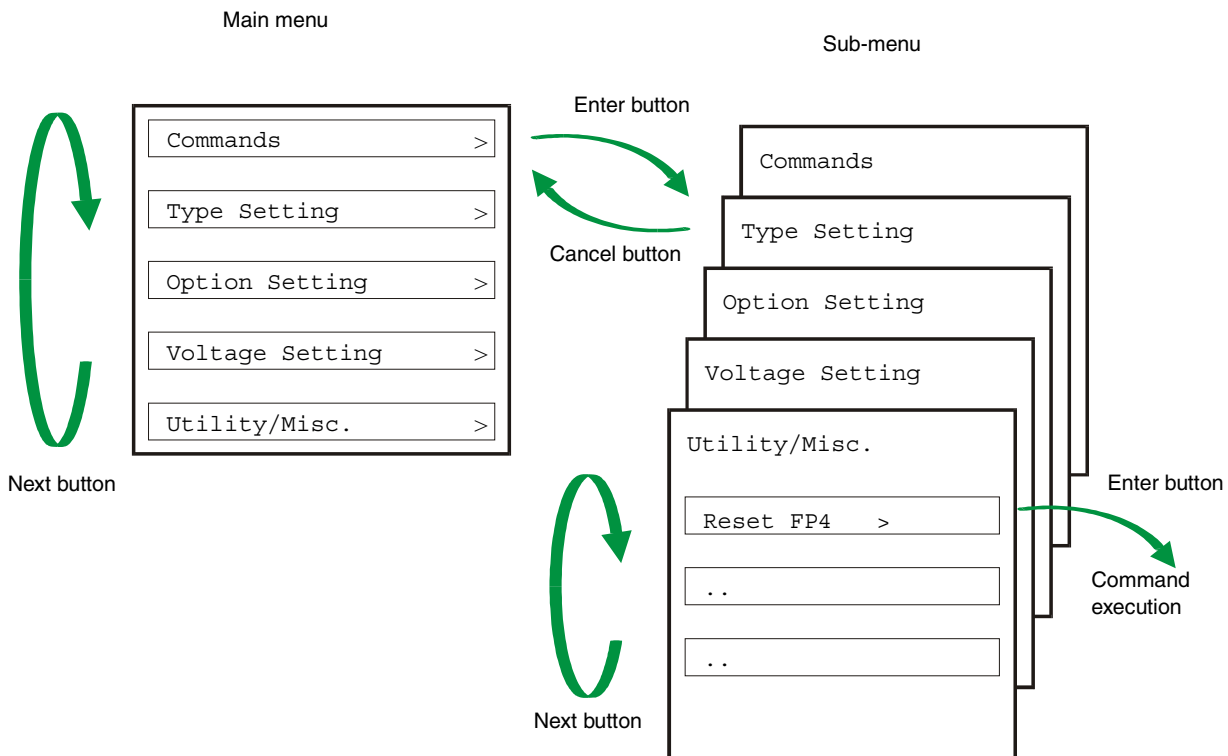 Main menu
Sub-menu
Commands >
Type Setting >
Option Setting >
Voltage Setting >
Utility/Misc. >
Next button
Enter button
Cancel button
Commands
Type Setting
Option Setting
Voltage Setting
Utility/Misc.
Reset FP4 >
..
..
Next button
Enter button
Command
execution